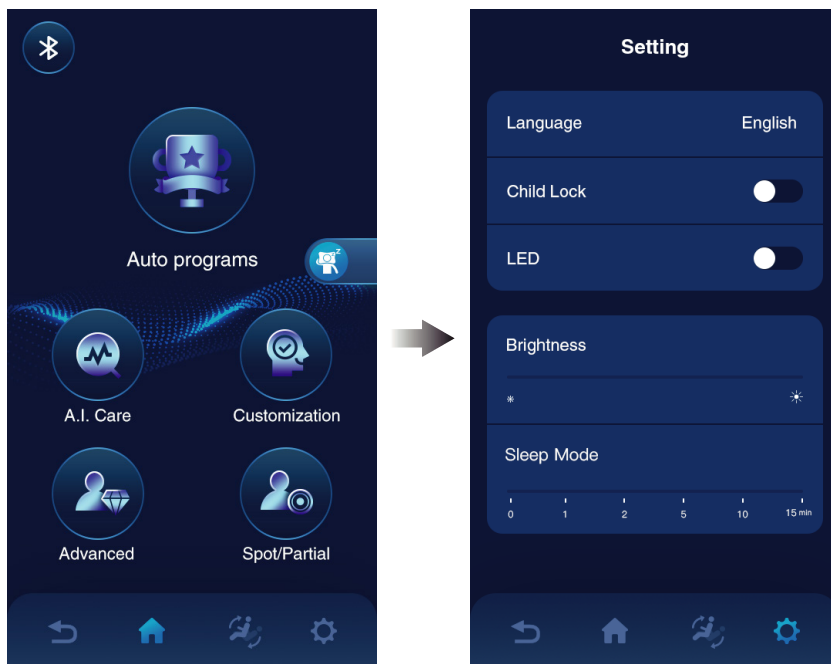 Auto programs
z
A.I. Care
Customization
Advanced
Spot/Partial
Setting
Language English
Child Lock
LED
Brightness
Sleep Mode
0 1 2 5 10 15 min